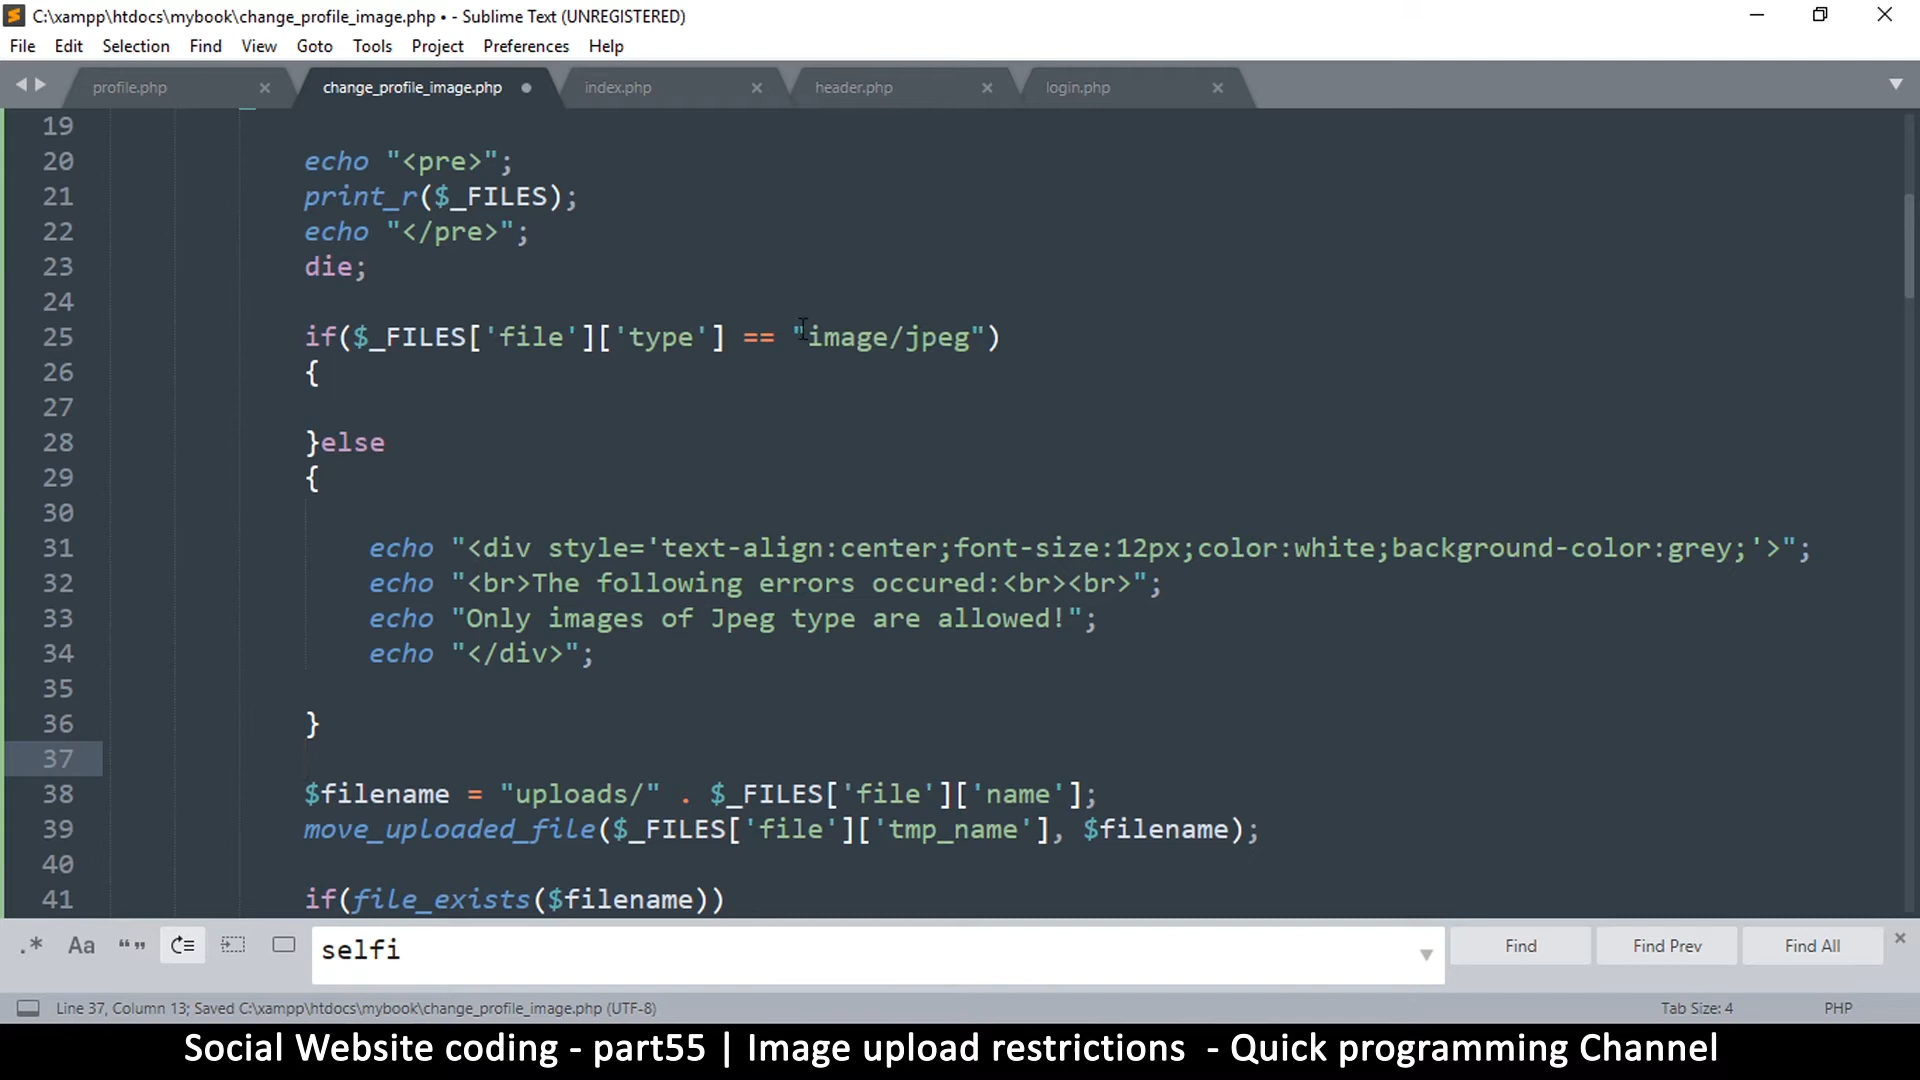 C:\xampp\htdocs\mybook\change_profile_image.php • - Sublime Text (UNREGISTERED)
File Edit Selection Find View Goto Tools Project Preferences Help
profile.php × change_profile_image.php index.php × header.php × login.php ×
19
20 echo "<pre>";
21 print_r($_FILES);
22 echo "</pre>";
23 die;
24
25 if($_FILES['file']['type'] == "image/jpeg")
26 {
27
28 }else
29 {
30
31 echo "<div style='text-align:center;font-size:12px;color:white;background-color:grey;'>";
32 echo "<br>The following errors occured:<br><br>";
33 echo "Only images of Jpeg type are allowed!";
34 echo "</div>";
35
36 }
37
38 $filename = "uploads/" . $_FILES['file']['name'];
39 move_uploaded_file($_FILES['file']['tmp_name'], $filename);
40
41 if(file_exists($filename))
.* Aa “” selfi Find Find Prev Find All ×
Line 37, Column 13; Saved C:\xampp\htdocs\mybook\change_profile_image.php (UTF-8) Tab Size: 4 PHP
Social Website coding - part55 | Image upload restrictions - Quick programming Channel